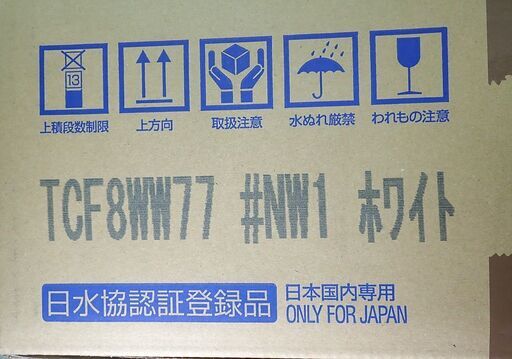 13
上積段数制限 上方向 取扱注意 水ぬれ厳禁 われもの注意
TCF8WW77 #NW1 ホワイト
日水協認証登録品
日本国内専用
ONLY FOR JAPAN